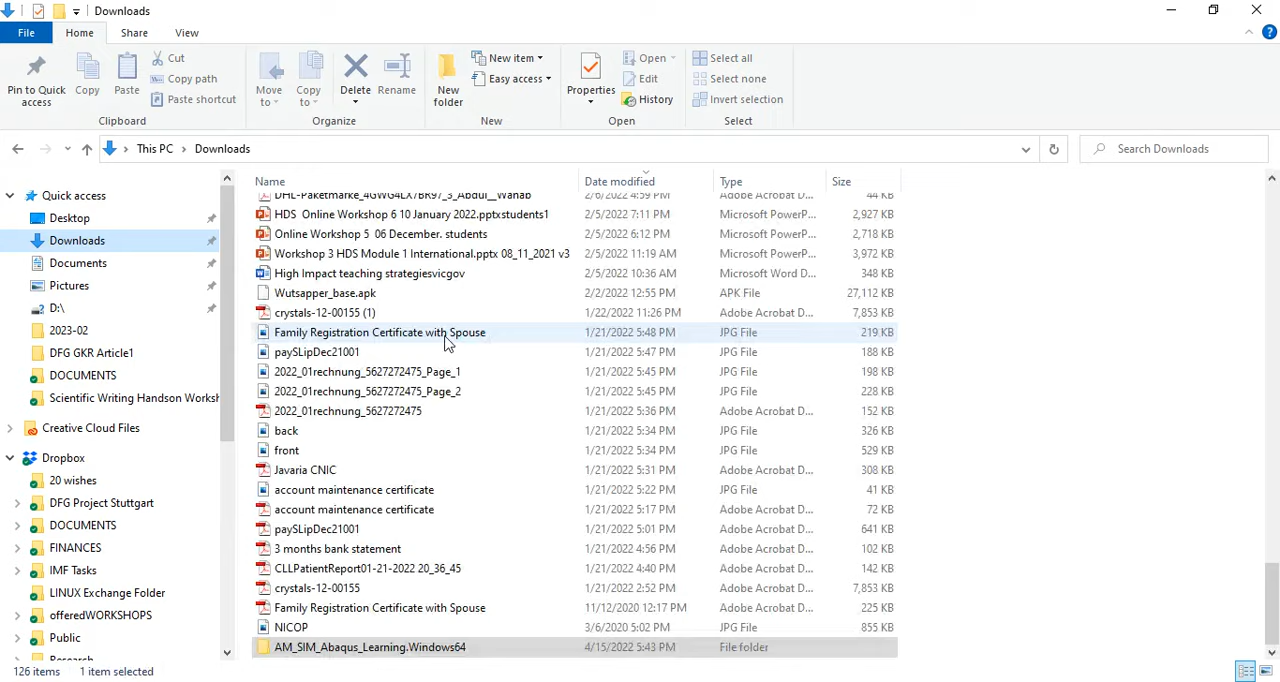 Downloads
File Home Share View
Pin to Quick access
Copy
Paste
Cut
Copy path
Paste shortcut
Clipboard
Move to
Copy to
Delete
Rename
Organize
New folder
New item
Easy access
New
Properties
Open
Edit
History
Open
Select all
Select none
Invert selection
Select
This PC > Downloads
Search Downloads
Name Date modified Type Size
Quick access
Desktop
Downloads
Documents
Pictures
D:\
2023-02
DFG GKR Article1
DOCUMENTS
Scientific Writing Handson Worksh
Creative Cloud Files
Dropbox
20 wishes
DFG Project Stuttgart
DOCUMENTS
FINANCES
IMF Tasks
LINUX Exchange Folder
offeredWORKSHOPS
Public
Research
DHL-Paketmarke_4GWG4LX7BR97_3_Abdul__Wahab 2/6/2022 4:59 PM Adobe Acrobat D... 44 KB
HDS Online Workshop 6 10 January 2022.pptxstudents1 2/5/2022 7:11 PM Microsoft PowerP... 2,927 KB
Online Workshop 5 06 December. students 2/5/2022 6:12 PM Microsoft PowerP... 2,718 KB
Workshop 3 HDS Module 1 International.pptx 08_11_2021 v3 2/5/2022 11:19 AM Microsoft PowerP... 3,972 KB
High Impact teaching strategiesvicgov 2/5/2022 10:36 AM Microsoft Word D... 348 KB
Wutsapper_base.apk 2/2/2022 12:55 PM APK File 27,112 KB
crystals-12-00155 (1) 1/22/2022 11:26 PM Adobe Acrobat D... 7,853 KB
Family Registration Certificate with Spouse 1/21/2022 5:48 PM JPG File 219 KB
paySLipDec21001 1/21/2022 5:47 PM JPG File 188 KB
2022_01rechnung_5627272475_Page_1 1/21/2022 5:45 PM JPG File 198 KB
2022_01rechnung_5627272475_Page_2 1/21/2022 5:45 PM JPG File 228 KB
2022_01rechnung_5627272475 1/21/2022 5:36 PM Adobe Acrobat D... 152 KB
back 1/21/2022 5:34 PM JPG File 326 KB
front 1/21/2022 5:34 PM JPG File 529 KB
Javaria CNIC 1/21/2022 5:31 PM Adobe Acrobat D... 308 KB
account maintenance certificate 1/21/2022 5:22 PM JPG File 41 KB
account maintenance certificate 1/21/2022 5:17 PM Adobe Acrobat D... 72 KB
paySLipDec21001 1/21/2022 5:01 PM Adobe Acrobat D... 641 KB
3 months bank statement 1/21/2022 4:56 PM Adobe Acrobat D... 102 KB
CLLPatientReport01-21-2022 20_36_45 1/21/2022 4:40 PM Adobe Acrobat D... 142 KB
crystals-12-00155 1/21/2022 2:52 PM Adobe Acrobat D... 7,853 KB
Family Registration Certificate with Spouse 11/12/2020 12:17 PM Adobe Acrobat D... 225 KB
NICOP 3/6/2020 5:02 PM JPG File 855 KB
AM_SIM_Abaqus_Learning.Windows64 4/15/2022 5:43 PM File folder
126 items 1 item selected